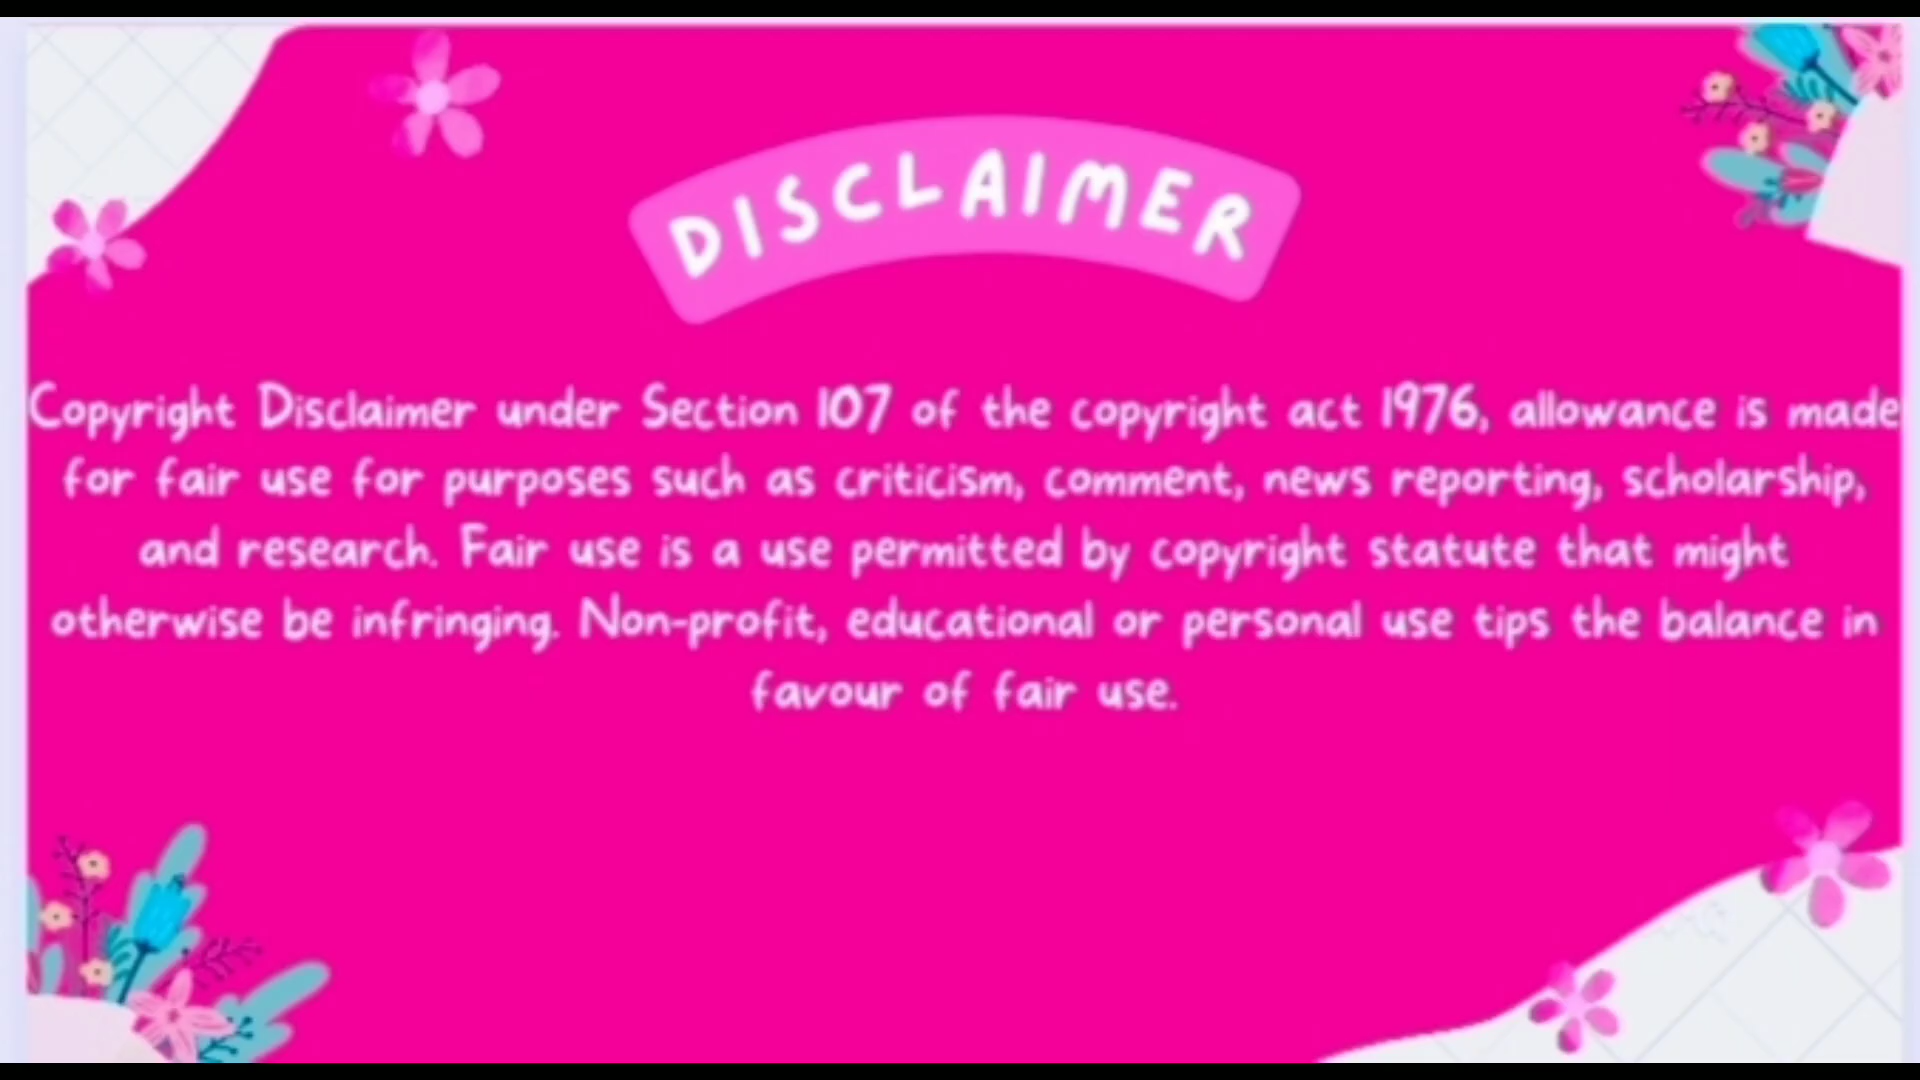 DISCLAIMER
Copyright Disclaimer under Section 107 of the copyright act 1976, allowance is made
for fair use for purposes such as criticism, comment, news reporting, scholarship,
and research. Fair use is a use permitted by copyright statute that might
otherwise be infringing. Non-profit, educational or personal use tips the balance in
favour of fair use.